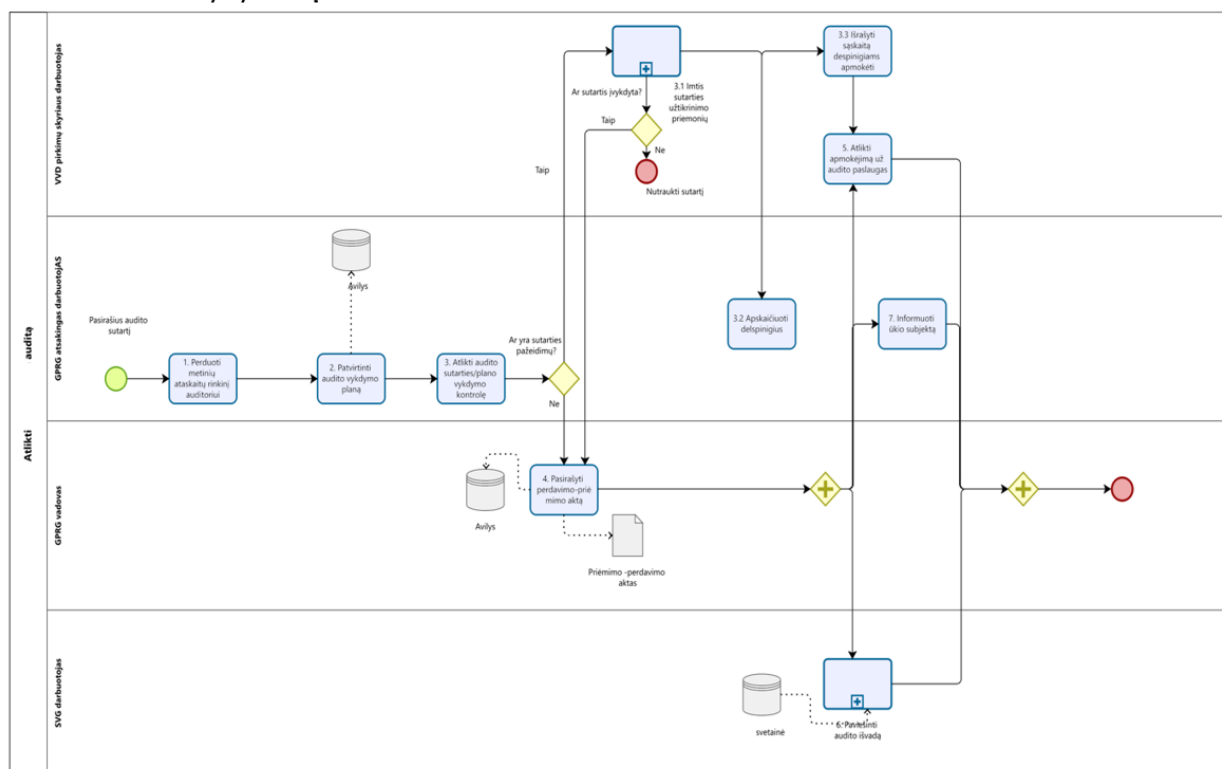 auditą
Atlikti
VVD pirkimų skyriaus darbuotojas
Ar sutartis įvykdyta?
3.1 Imtis
sutarties
užtikrinimo
priemonių
Taip
Ne
Nutraukti sutartį
Taip
3.3 Išrašyti
sąskaitą
despinigiams
apmokėti
5. Atlikti
apmokėjimą už
audito paslaugas
GPRG atsakingas darbuotojAS
Pasirašius audito
sutartį
1. Perduoti
metinių
ataskaitų rinkinį
auditoriui
Avilys
2. Patvirtinti
audito vykdymo
planą
3. Atlikti audito
sutarties/plano
vykdymo
kontrolę
Ar yra sutarties
pažeidimų?
Ne
3.2 Apskaičiuoti
delspinigius
7. Informuoti
ūkio subjektą
GPRG vadovas
Avilys
4. Pasirašyti
perdavimo-prie
mimo aktą
Priėmimo -perdavimo
aktas
SVG darbuotojas
svetainė
6. Paviešinti
audito išvadą